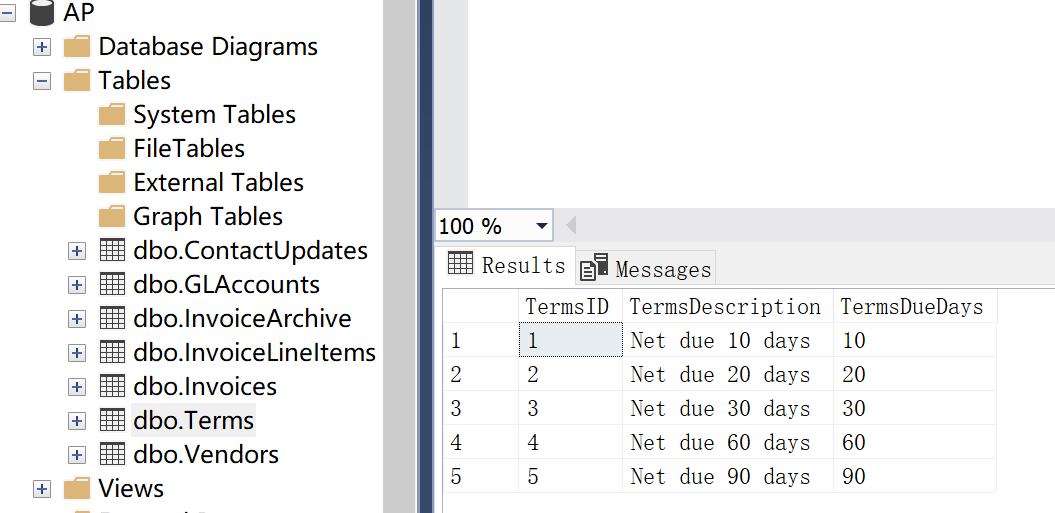 AP
Database Diagrams
Tables
System Tables
FileTables
External Tables
Graph Tables
dbo.ContactUpdates
dbo.GLAccounts
dbo.InvoiceArchive
dbo.InvoiceLineItems
dbo.Invoices
dbo.Terms
dbo.Vendors
Views
100 %
Results Messages
TermsID TermsDescription TermsDueDays
1 1 Net due 10 days 10
2 2 Net due 20 days 20
3 3 Net due 30 days 30
4 4 Net due 60 days 60
5 5 Net due 90 days 90